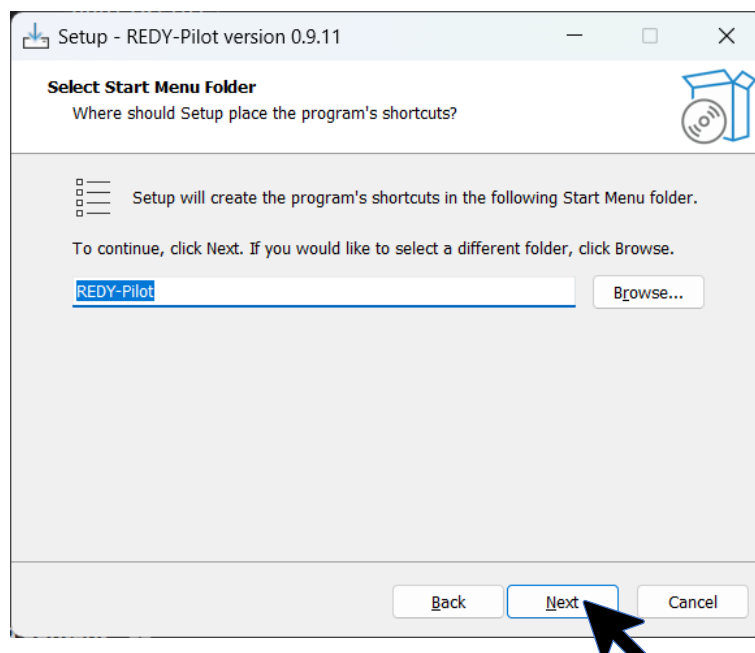 Setup - REDY-Pilot version 0.9.11
Select Start Menu Folder
Where should Setup place the program's shortcuts?
Setup will create the program's shortcuts in the following Start Menu folder.
To continue, click Next. If you would like to select a different folder, click Browse.
REDY-Pilot
Browse...
Back
Next
Cancel